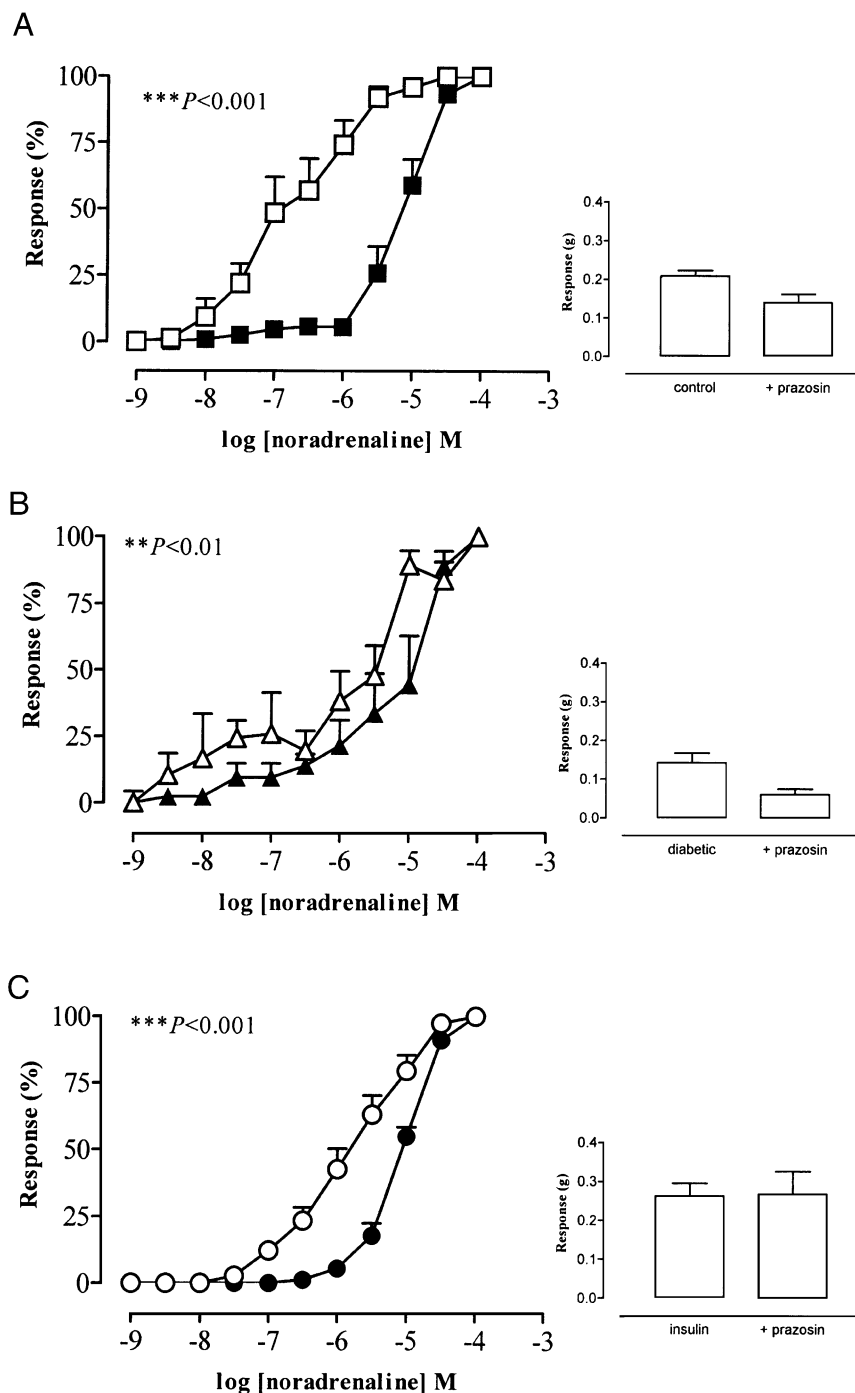 A
***P<0.001
Response (%)
100
75
50
25
0
-9 -8 -7 -6 -5 -4 -3
log [noradrenaline] M
Response (g)
0.4
0.3
0.2
0.1
0.0
control + prazosin
B
**P<0.01
Response (%)
100
75
50
25
0
-9 -8 -7 -6 -5 -4 -3
log [noradrenaline] M
Response (g)
0.4
0.3
0.2
0.1
0.0
diabetic + prazosin
C
***P<0.001
Response (%)
100
75
50
25
0
-9 -8 -7 -6 -5 -4 -3
log [noradrenaline] M
Response (g)
0.4
0.3
0.2
0.1
0.0
insulin + prazosin